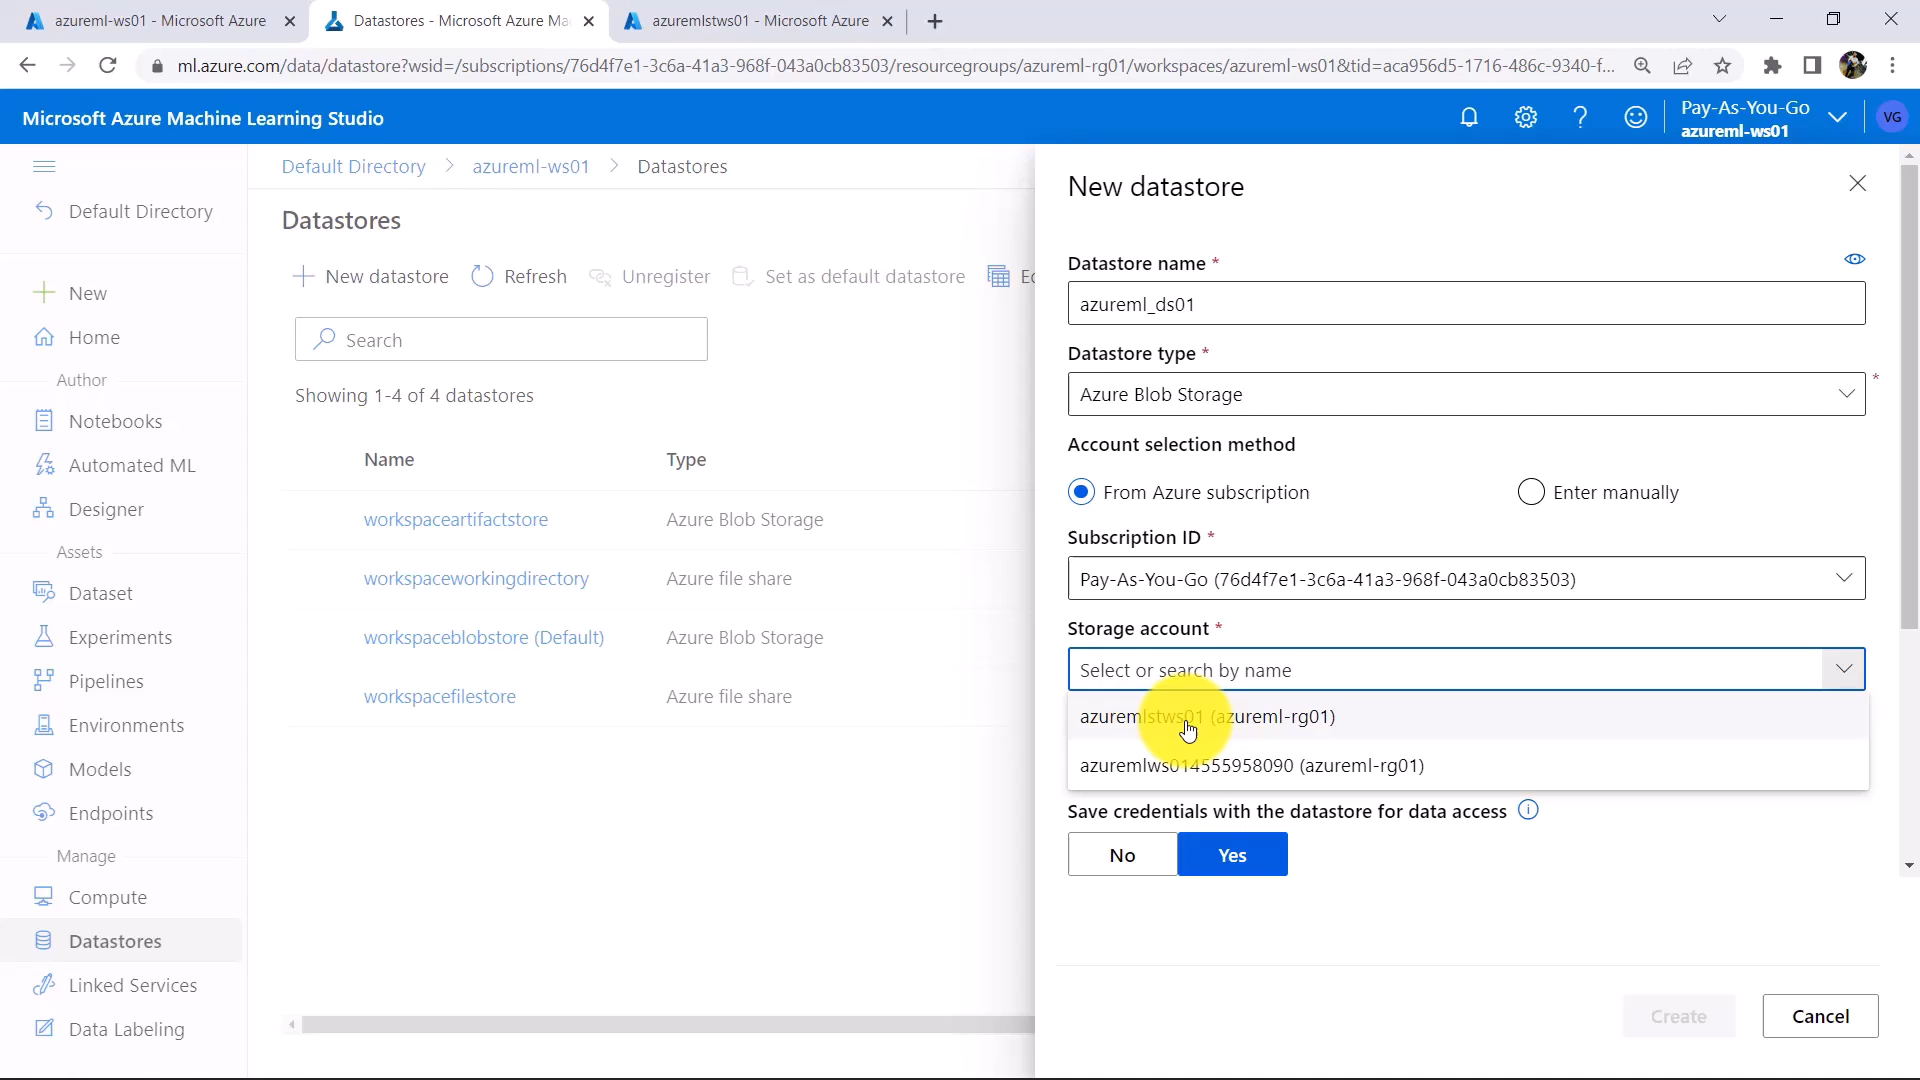 azureml-ws01 - Microsoft Azure
Datastores - Microsoft Azure Ma
azuremlstws01 - Microsoft Azure
ml.azure.com/data/datastore?wsid=/subscriptions/76d4f7e1-3c6a-41a3-968f-043a0cb83503/resourcegroups/azureml-rg01/workspaces/azureml-ws01&tid=aca956d5-1716-486c-9340-f...
Microsoft Azure Machine Learning Studio
Pay-As-You-Go
azureml-ws01
VG
Default Directory
New
Home
Author
Notebooks
Automated ML
Designer
Assets
Dataset
Experiments
Pipelines
Environments
Models
Endpoints
Manage
Compute
Datastores
Linked Services
Data Labeling
Default Directory > azureml-ws01 > Datastores
Datastores
New datastore Refresh Unregister Set as default datastore
Search
Showing 1-4 of 4 datastores
Name Type
workspaceartifactstore Azure Blob Storage
workspaceworkingdirectory Azure file share
workspaceblobstore (Default) Azure Blob Storage
workspacefilestore Azure file share
New datastore
Datastore name *
azureml_ds01
Datastore type *
Azure Blob Storage
*
Account selection method
From Azure subscription Enter manually
Subscription ID *
Pay-As-You-Go (76d4f7e1-3c6a-41a3-968f-043a0cb83503)
Storage account *
Select or search by name
azuremlstws01 (azureml-rg01)
azuremlws014555958090 (azureml-rg01)
Save credentials with the datastore for data access
No Yes
Create Cancel